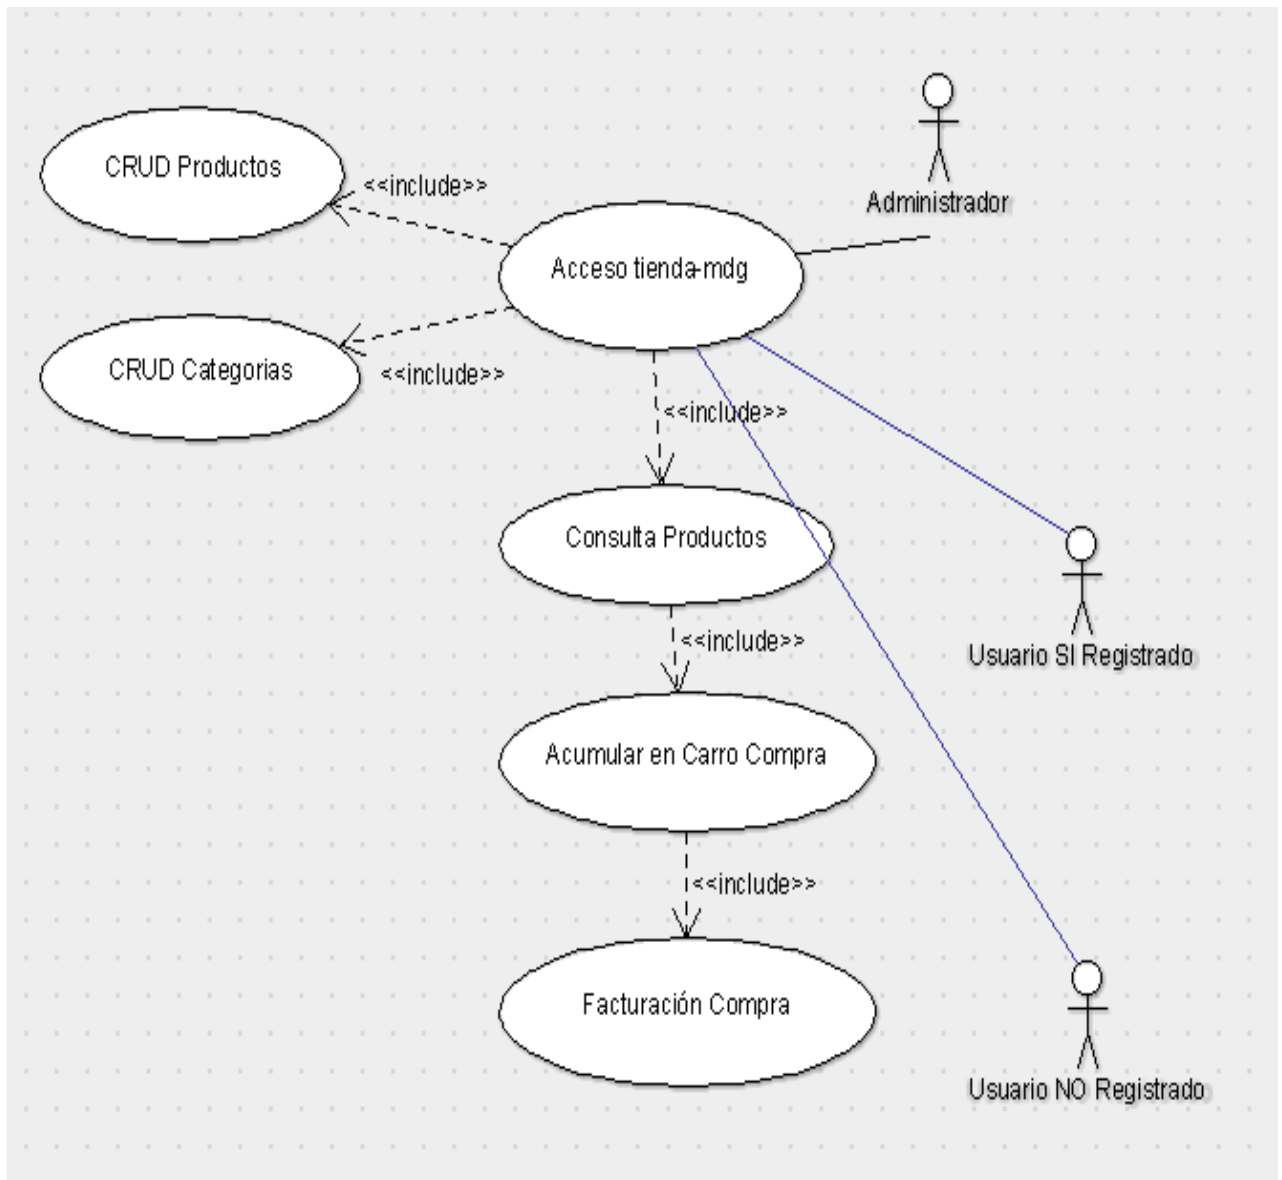 Administrador
CRUD Productos
<<include>>
Acceso tienda-mdg
CRUD Categorias
<<include>>
<<include>>
Consulta Productos
Usuario SI Registrado
<<include>>
Acumular en Carro Compra
<<include>>
Facturación Compra
Usuario NO Registrado